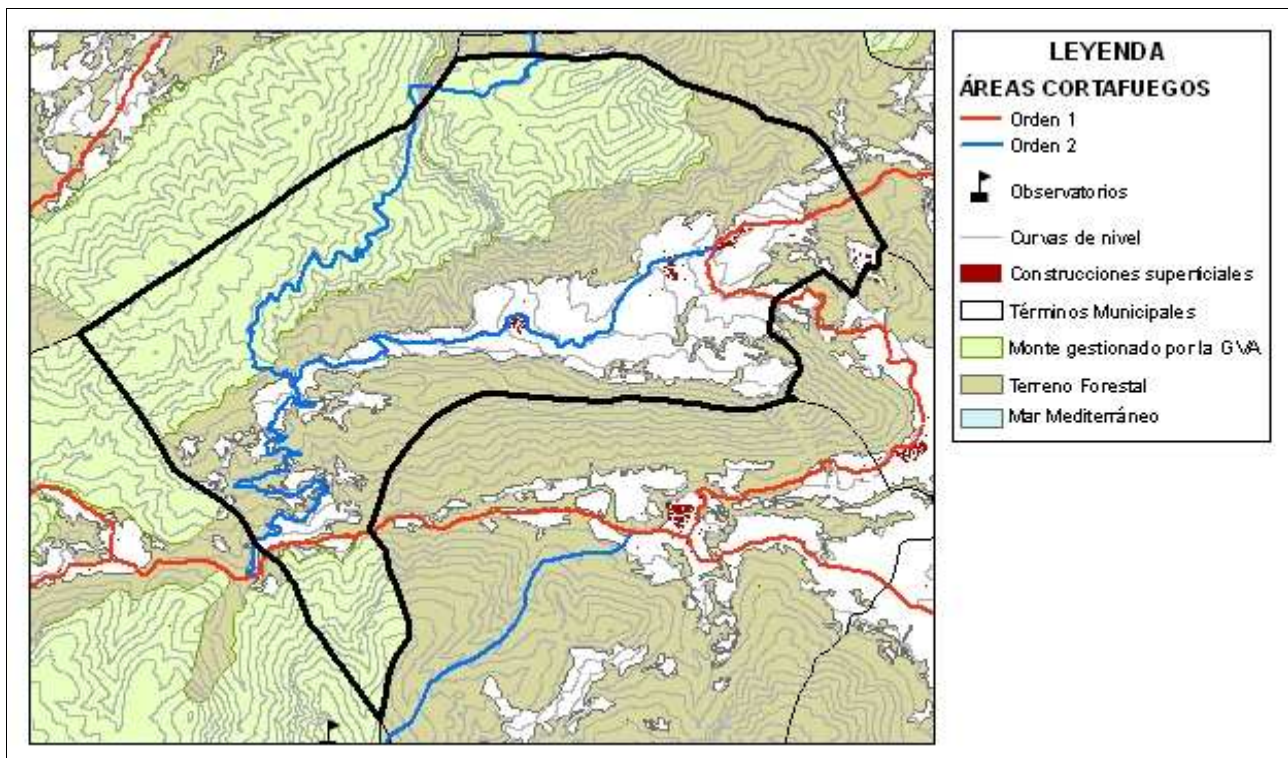 LEYENDA
ÁREAS CORTAFUEGOS
Orden 1
Orden 2
Observatorios
Curvas de nivel
Construcciones superficiales
Términos Municipales
Monte gestionado por la GVA
Terreno Forestal
Mar Mediterráneo